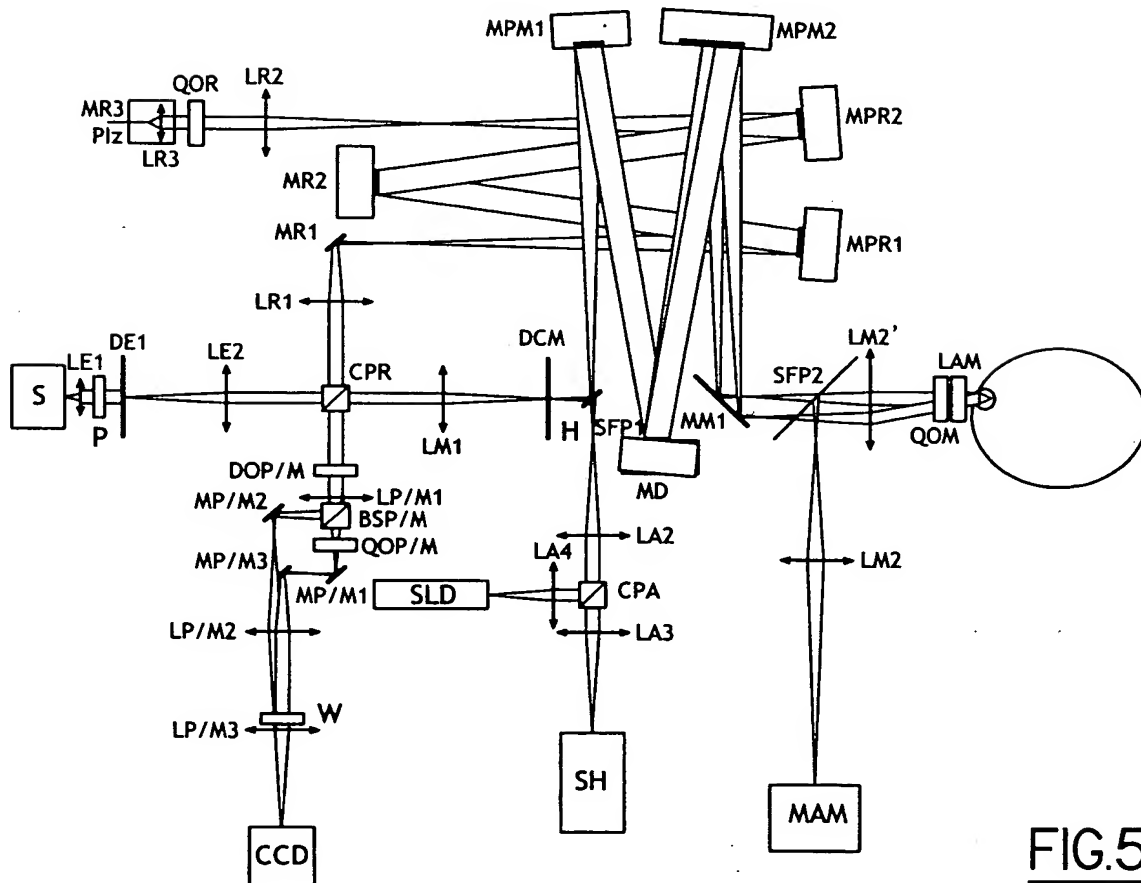 MPM1
MPM2
QOR
LR2
MR3
PIz
LR3
MPR2
MR2
MR1
MPR1
LR1
DE1
LE1
LE2
CPR
DCM
LM2'
LAM
S
SFP2
P
LM1
H
SFP1
MM1
QOM
DOP/M
MD
MP/M2
LP/M1
BSP/M
QOP/M
LA4
LA2
MP/M3
MP/M1
SLD
CPA
LM2
LP/M2
LA3
LP/M3
W
SH
MAM
CCD
FIG.5